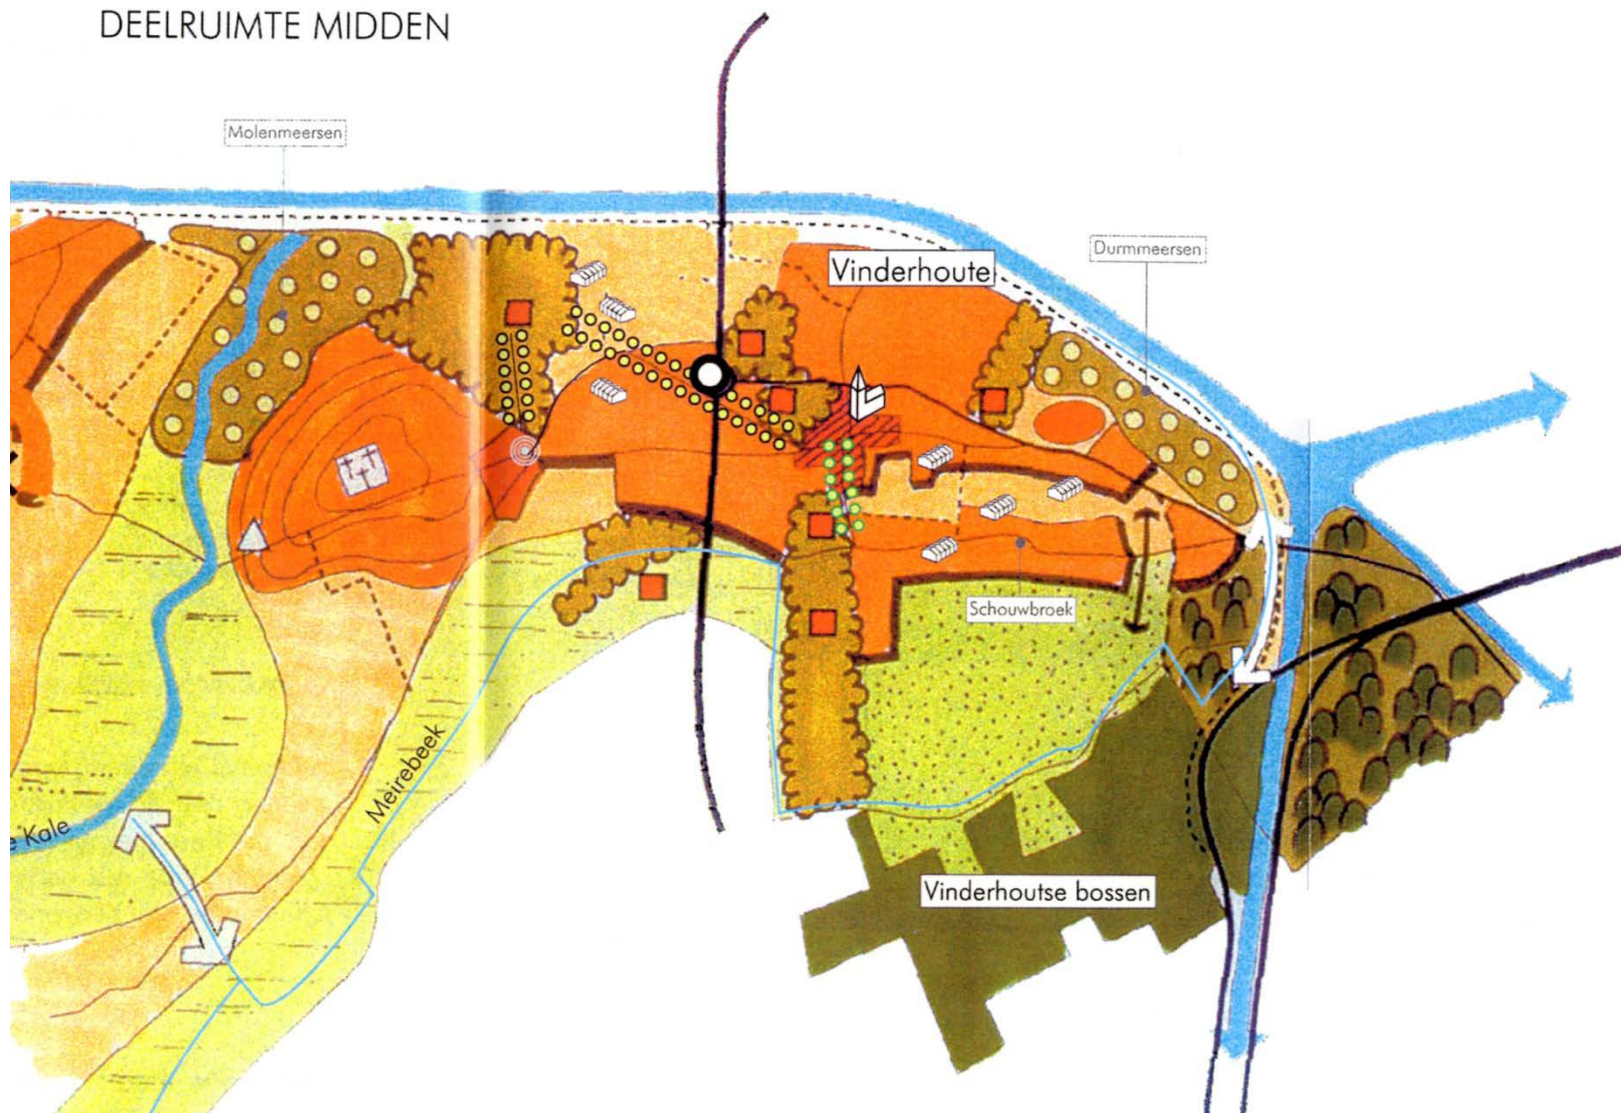 DEELRUIMTE MIDDEN
Molenmeersen
Durmmeersen
Vinderhoute
Schouwbroek
Meirebeek
e Kale
Vinderhoutse bossen